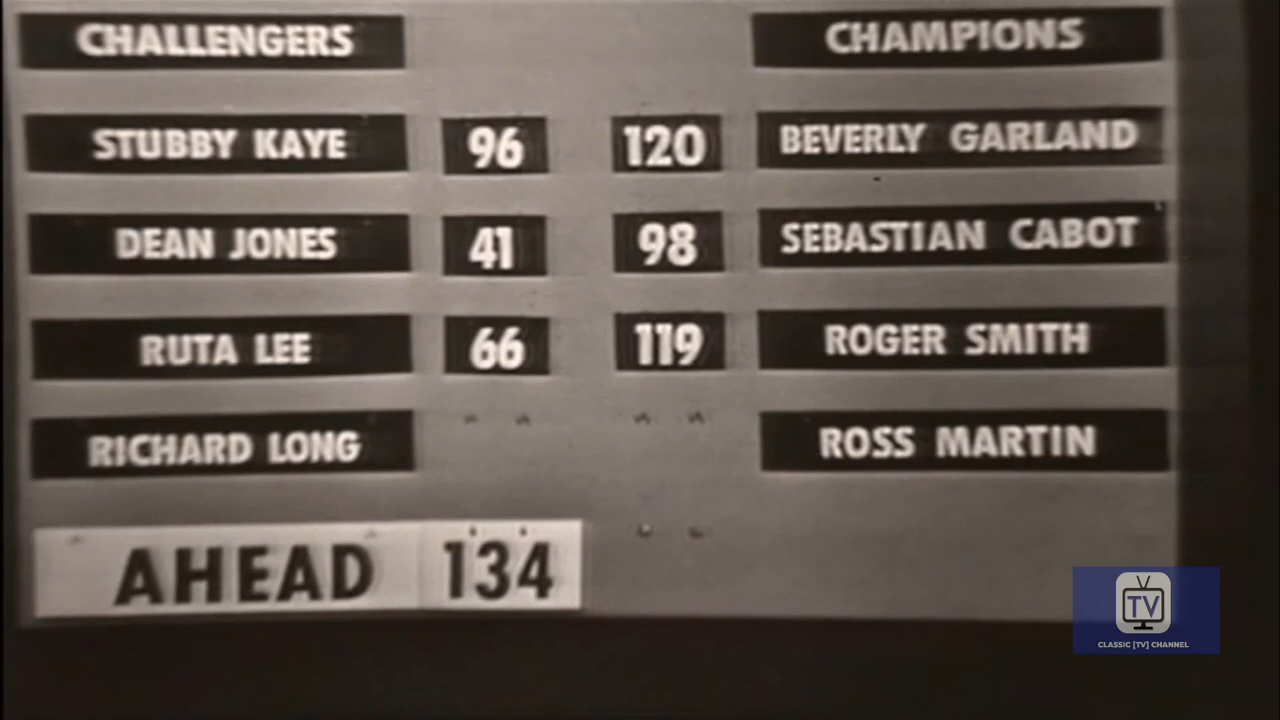 CHALLENGERS CHAMPIONS
STUBBY KAYE 96 120 BEVERLY GARLAND
DEAN JONES 41 98 SEBASTIAN CABOT
RUTA LEE 66 119 ROGER SMITH
RICHARD LONG ROSS MARTIN
AHEAD 134
TV
CLASSIC [TV] CHANNEL